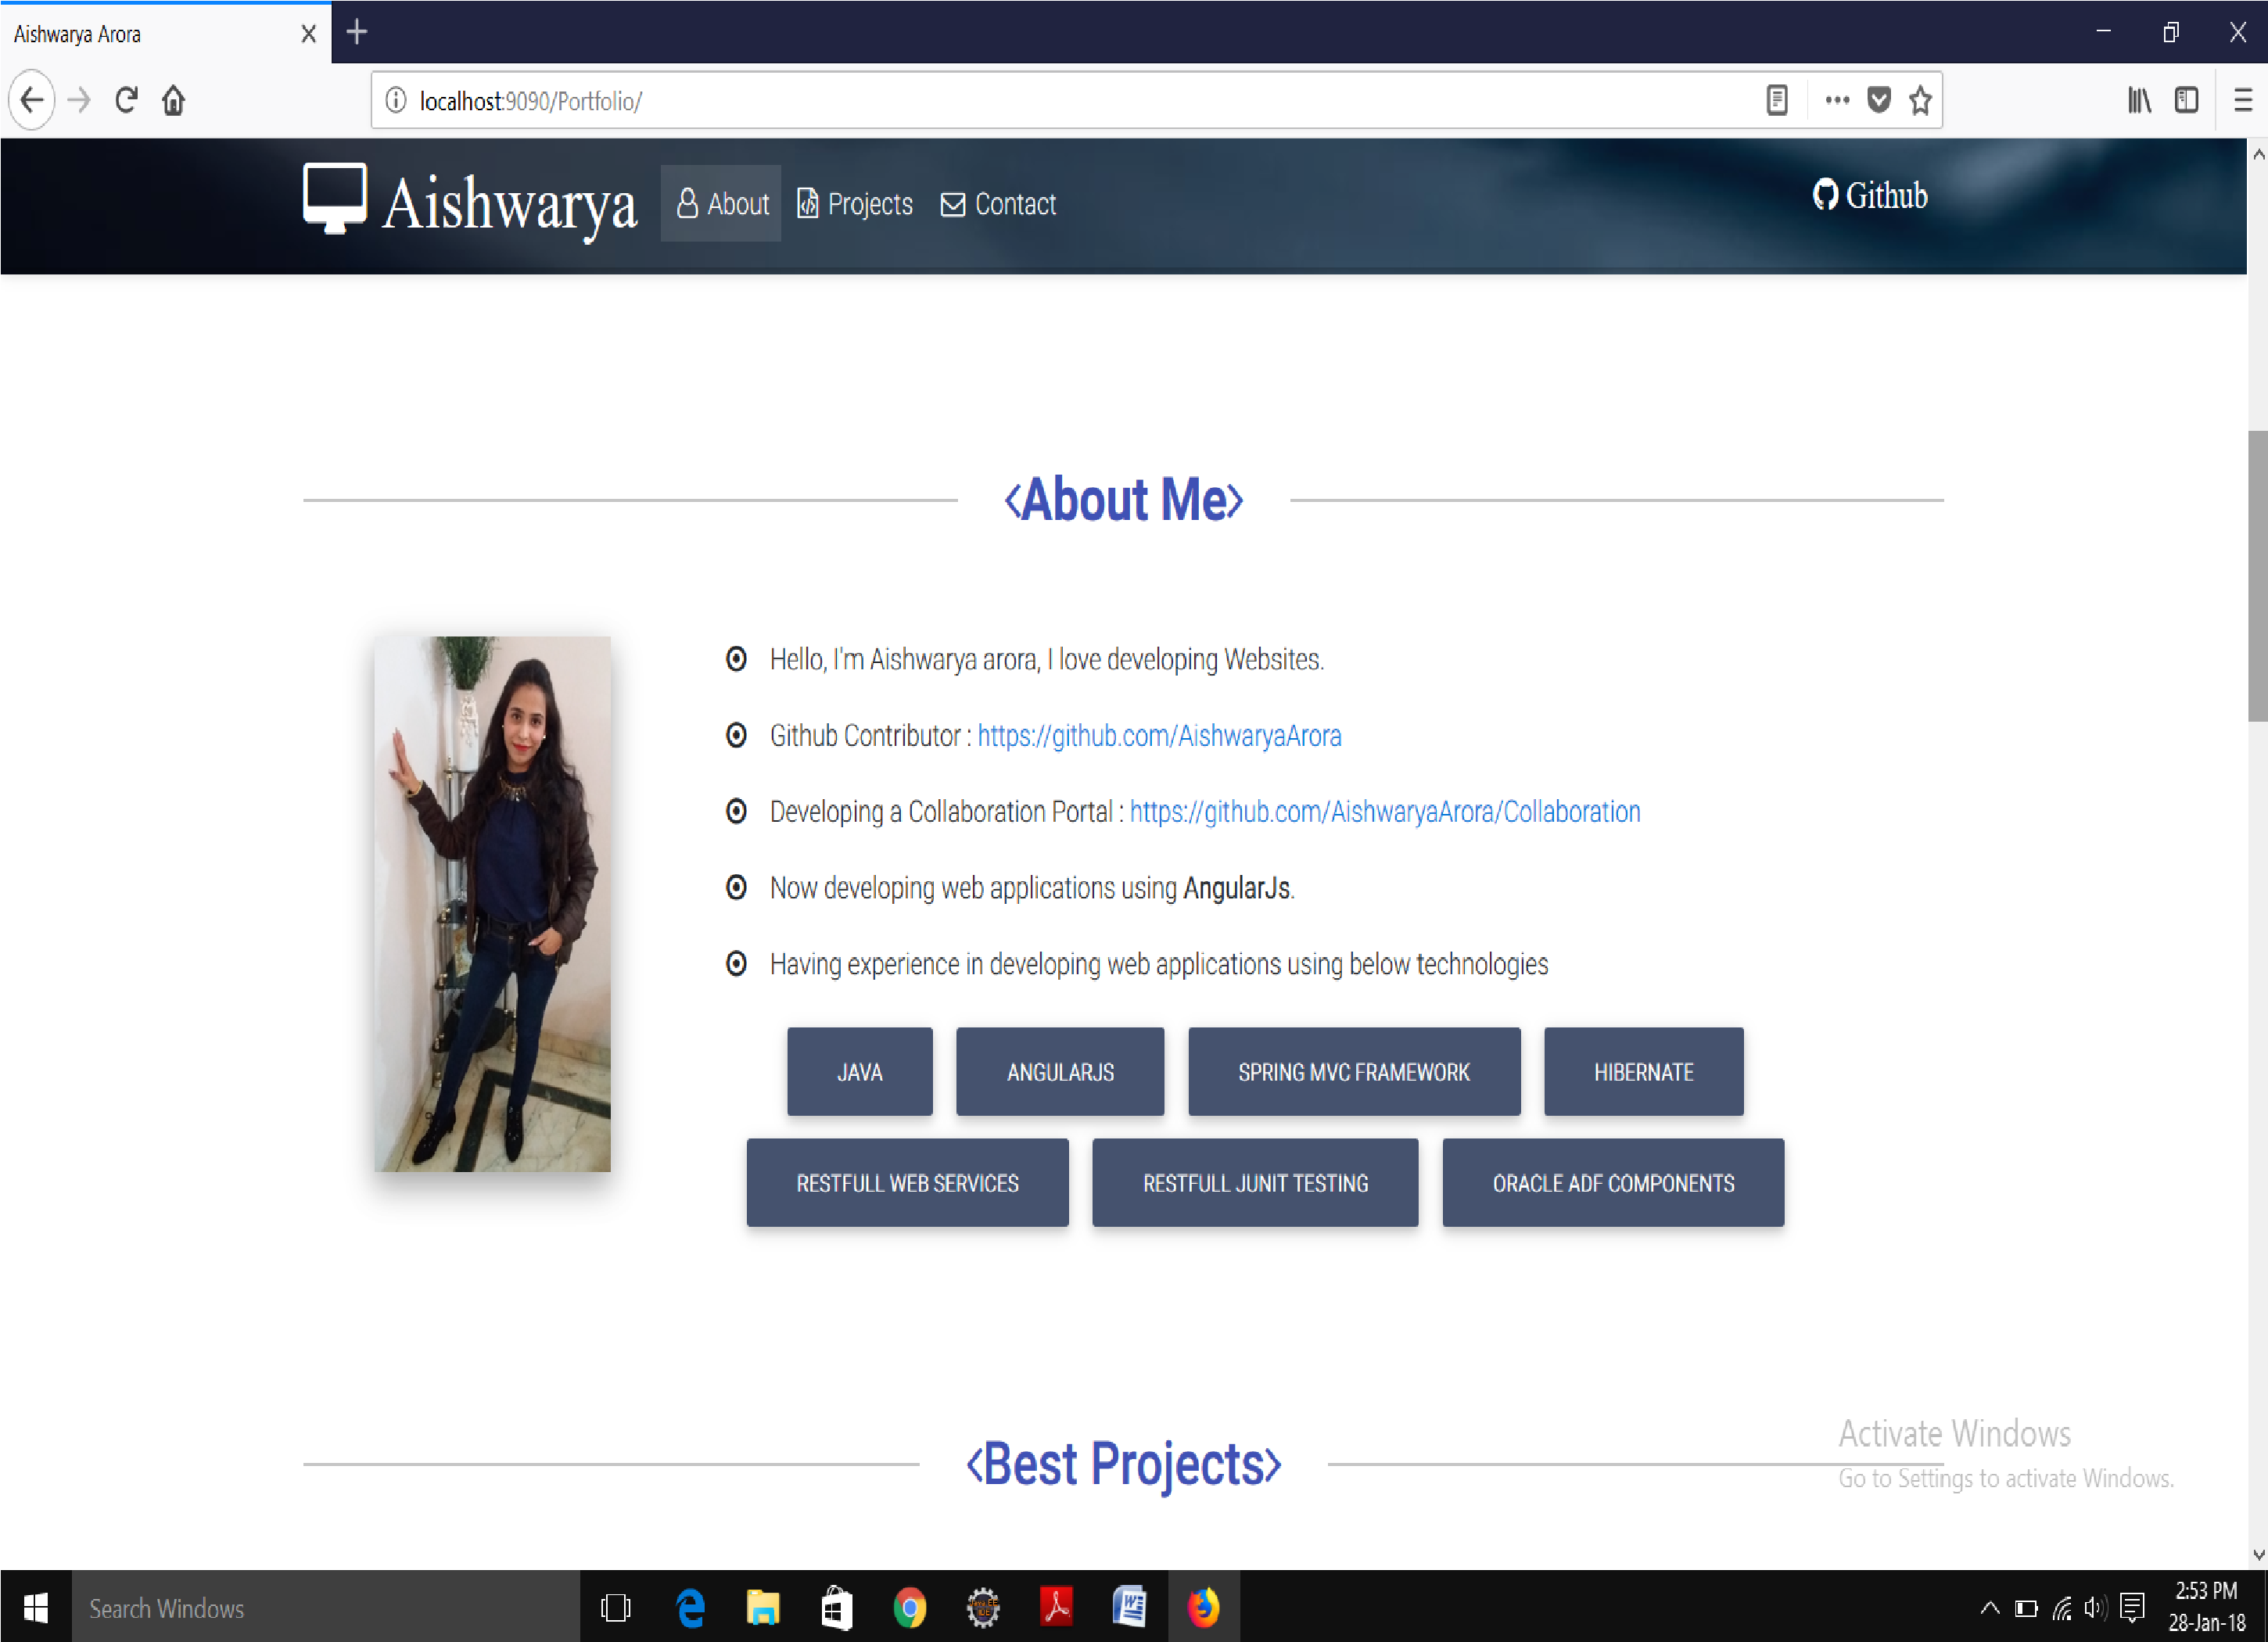 Aishwarya Arora
localhost:9090/Portfolio/
Aishwarya
About
Projects
Contact
Github
<About Me>
Hello, I'm Aishwarya arora, I love developing Websites.
Github Contributor : https://github.com/AishwaryaArora
Developing a Collaboration Portal : https://github.com/AishwaryaArora/Collaboration
Now developing web applications using AngularJs.
Having experience in developing web applications using below technologies
JAVA
ANGULARJS
SPRING MVC FRAMEWORK
HIBERNATE
RESTFULL WEB SERVICES
RESTFULL JUNIT TESTING
ORACLE ADF COMPONENTS
<Best Projects>
Activate Windows
Go to Settings to activate Windows.
Search Windows
Java EE
IDE
2:53 PM
28-Jan-18